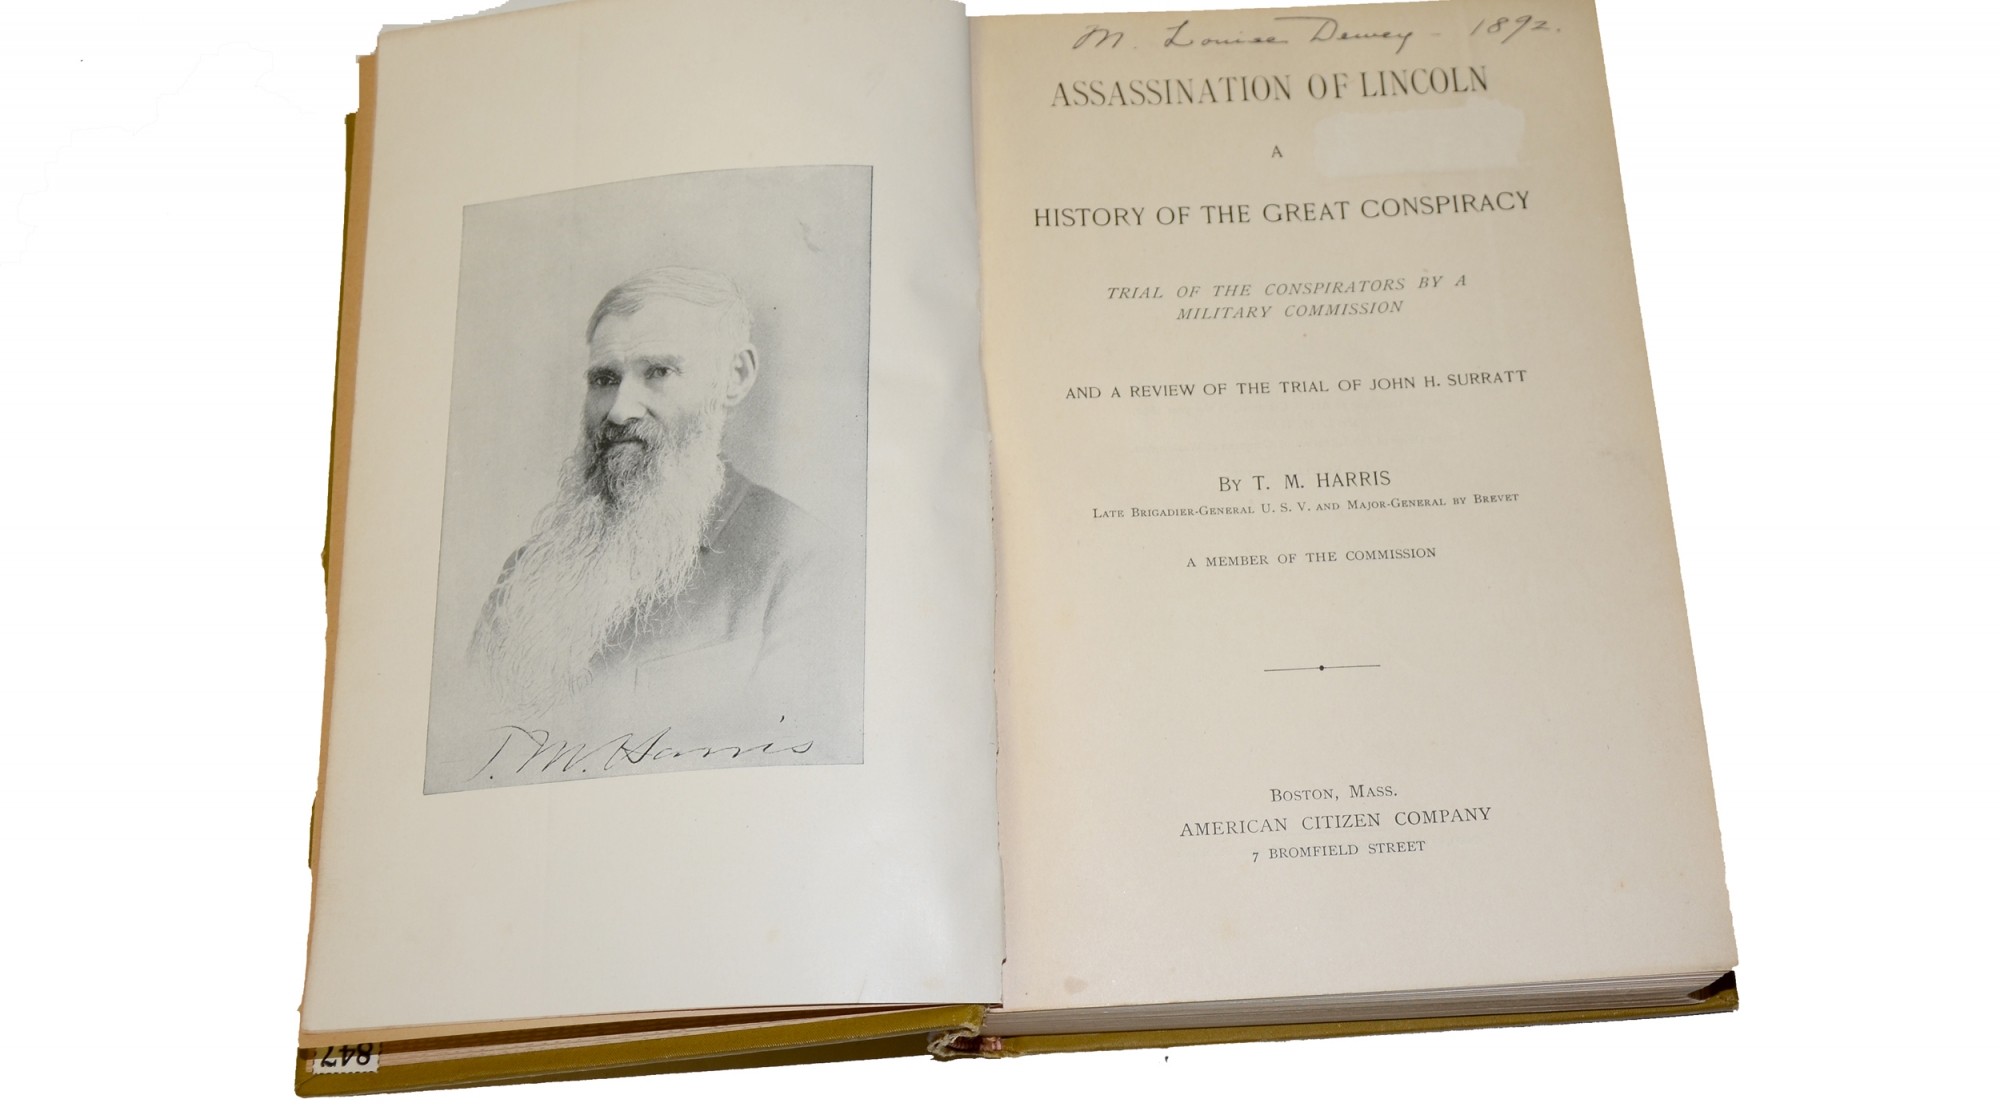 T. M. Harris
M. Louise Dewey - 1892.
ASSASSINATION OF LINCOLN
A
HISTORY OF THE GREAT CONSPIRACY
TRIAL OF THE CONSPIRATORS BY A
MILITARY COMMISSION
AND A REVIEW OF THE TRIAL OF JOHN H. SURRATT
BY T. M. HARRIS
LATE BRIGADIER-GENERAL U. S. V. AND MAJOR-GENERAL BY BREVET
A MEMBER OF THE COMMISSION
BOSTON, MASS.
AMERICAN CITIZEN COMPANY
7 BROMFIELD STREET
847